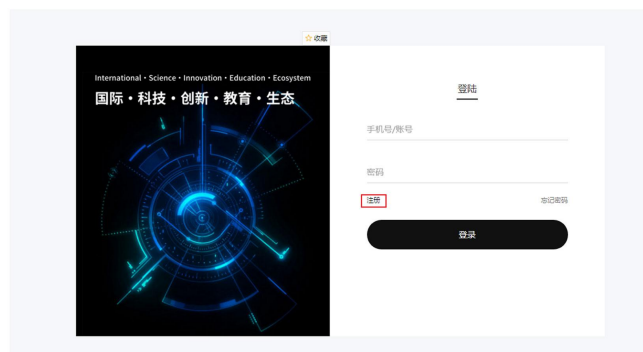 收藏
International · Science · Innovation · Education · Ecosystem
国际 · 科技 · 创新 · 教育 · 生态
登陆
手机号/账号
密码
注册 忘记密码
登录